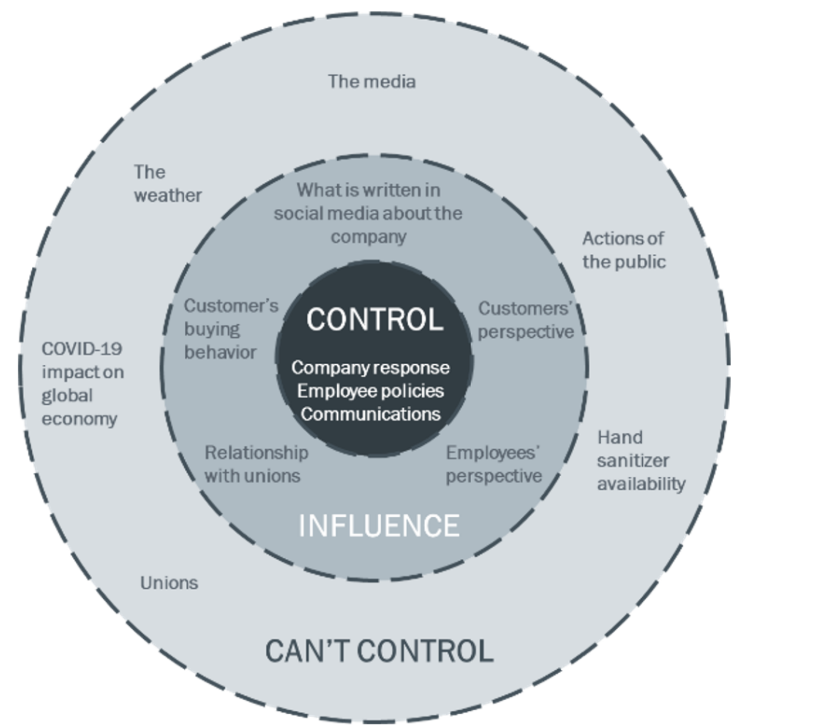 The media
The
weather
What is written in
social media about the
company
Actions of
the public
Customer's
buying
behavior
CONTROL
Company response
Employee policies
Communications
Customers'
perspective
COVID-19
impact on
global
economy
Relationship
with unions
Employees'
perspective
Hand
sanitizer
availability
INFLUENCE
Unions
CAN'T CONTROL